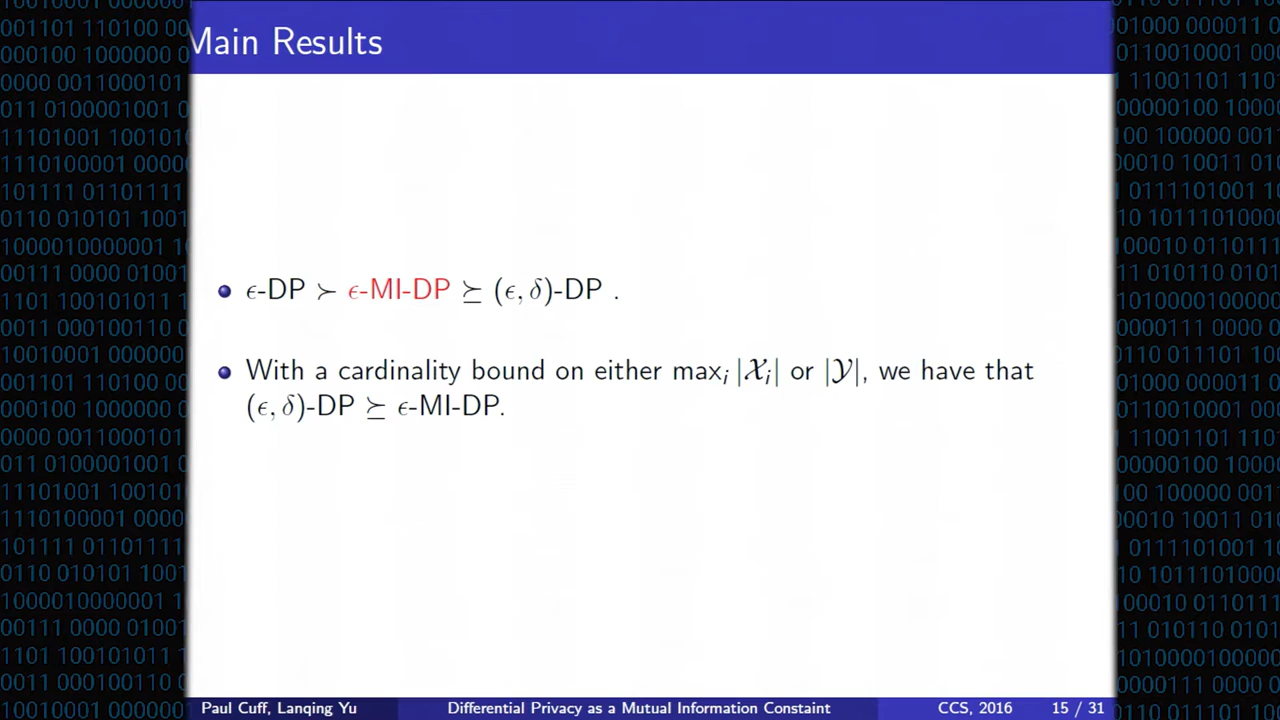 Main Results
ϵ-DP ≻ ϵ-MI-DP ⪰ (ϵ, δ)-DP .
With a cardinality bound on either maxᵢ |𝒳ᵢ| or |𝒴|, we have that
(ϵ, δ)-DP ⪰ ϵ-MI-DP.
Paul Cuff, Lanqing Yu Differential Privacy as a Mutual Information Constaint CCS, 2016 15 / 31